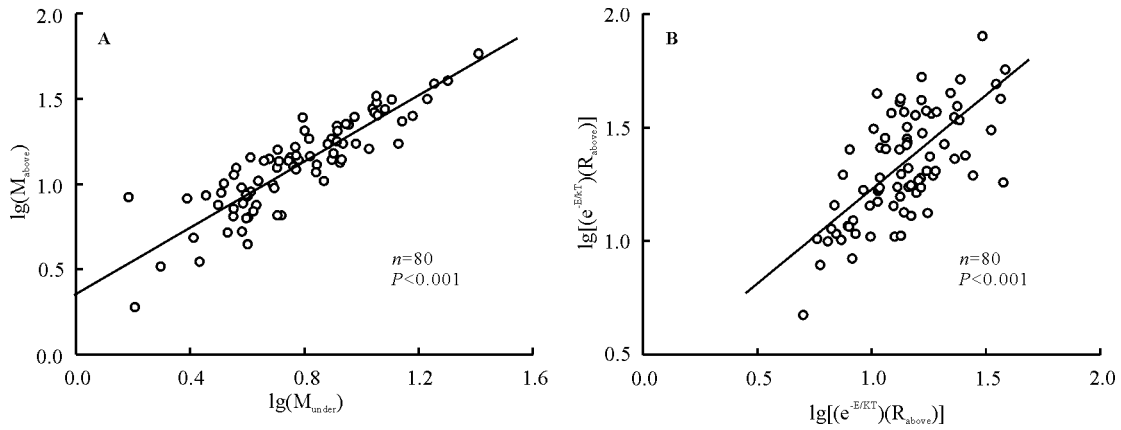 A
lg(Mabove)
2.0
1.5
1.0
0.5
0.0
n=80
P<0.001
0.0 0.4 0.8 1.2 1.6
lg(Munder)
B
lg[(e-E/kT)(Rabove)]
2.0
1.5
1.0
0.5
n=80
P<0.001
0.0 0.5 1.0 1.5 2.0
lg[(e-E/KT)(Rabove)]